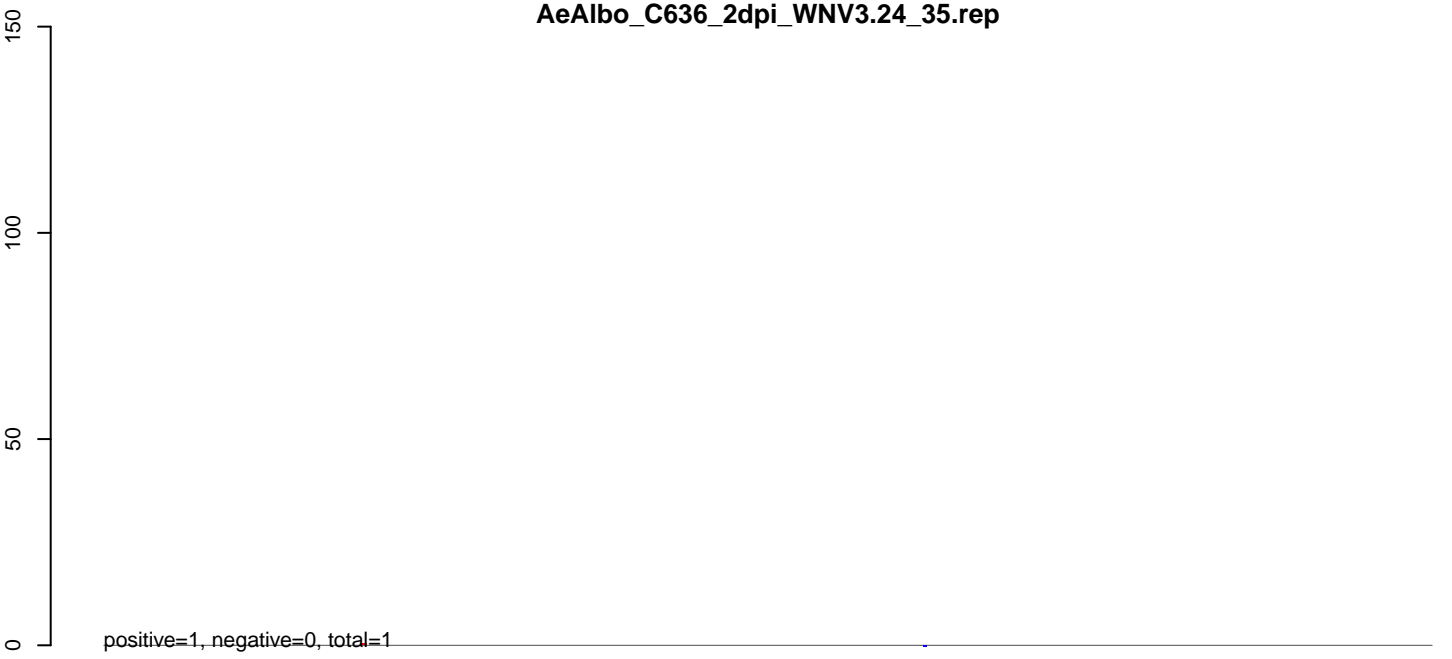 AeAlbo_C636_2dpi_WNV3.24_35.rep
150
100
50
0
positive=1, negative=0, total=1